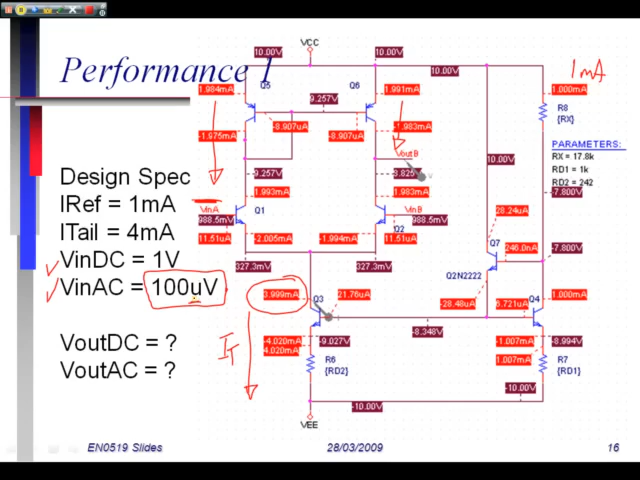 Performance I
Design Spec
IRef = 1mA
ITail = 4mA
VinDC = 1V
VinAC = 100uV
VoutDC = ?
VoutAC = ?
VCC
10.00V
10.00V
10.00V
1mA
1.984mA
Q5
Q6
1.991mA
1.000mA
9.257V
R8
{RX}
-8.907uA
-8.907uA
-1.975mA
-1.983mA
VoutB
PARAMETERS:
RX = 17.8k
RD1 = 1k
RD2 = 242
10.00V
9.257V
8.825V
1.993mA
1.983mA
-7.800V
VinA
Q1
VinB
988.5mV
988.5mV
28.24uA
11.51uA
-2.005mA
-1.994mA
Q2
11.51uA
Q7
246.0nA
-7.800V
327.3mV
327.3mV
Q2N2222
3.999mA
Q3
21.76uA
-28.48uA
6.721uA
Q4
1.000mA
-8.348V
-4.020mA
-9.027V
-1.007mA
-8.994V
4.020mA
R6
{RD2}
1.007mA
R7
{RD1}
IT
-10.00V
-10.00V
VEE
EN0519 Slides
28/03/2009
16